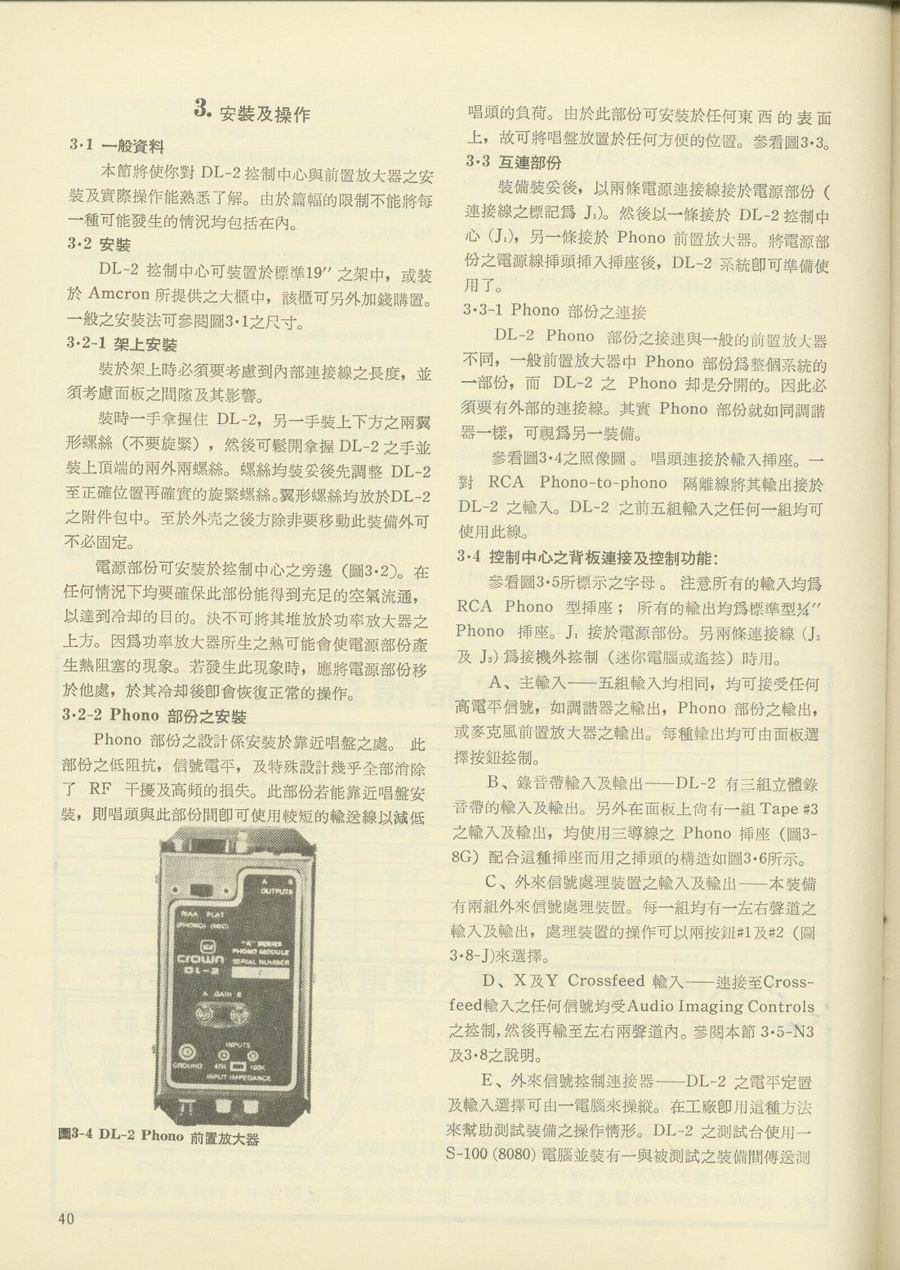 3. 安裝及操作
3·1 一般資料
本節將使你對 DL-2 控制中心與前置放大器之安
裝及實際操作能熟悉了解。由於篇幅的限制不能將每
一種可能發生的情況均包括在內。
3·2 安裝
DL-2 控制中心可裝置於標準19″ 之架中，或裝
於 Amcron 所提供之大櫃中，該櫃可另外加錢購置。
一般之安裝法可參閱圖3·1之尺寸。
3·2-1 架上安裝
裝於架上時必須要考慮到內部連接線之長度，並
須考慮面板之間隙及其影響。
裝時一手拿握住 DL-2，另一手裝上下方之兩翼
形螺絲（不要旋緊），然後可鬆開拿握 DL-2 之手並
裝上頂端的兩外兩螺絲。螺絲均裝妥後先調整 DL-2
至正確位置再確實的旋緊螺絲。翼形螺絲均放於DL-2
之附件包中。至於外壳之後方除非要移動此裝備外可
不必固定。
電源部份可安裝於控制中心之旁邊（圖3·2）。在
任何情況下均要確保此部份能得到充足的空氣流通，
以達到冷却的目的。決不可將其堆放於功率放大器之
上方。因爲功率放大器所生之熱可能會使電源部份產
生熱阻塞的現象。若發生此現象時，應將電源部份移
於他處，於其冷却後卽會恢復正常的操作。
3·2-2 Phono 部份之安裝
Phono 部份之設計係安裝於靠近唱盤之處。 此
部份之低阻抗，信號電平，及特殊設計幾乎全部消除
了 RF 干擾及高頻的損失。此部份若能靠近唱盤安
裝，則唱頭與此部份間卽可使用較短的輸送線以減低
A B
OUTPUTS
RIAA FLAT
(PHONO) (MIC)
crown
DL-2
"R" SERIES
PHONO MODULE
SERIAL NUMBER
A GAIN B
INPUTS
GROUND 47K 100K
INPUT IMPEDANCE
圖3-4 DL-2 Phono 前置放大器
40
唱頭的負荷。由於此部份可安裝於任何東西的表面
上，故可將唱盤放置於任何方便的位置。參看圖3·3。
3·3 互連部份
裝備裝妥後，以兩條電源連接線接於電源部份（
連接線之標記爲 J₁）。然後以一條接於 DL-2 控制中
心（J₁），另一條接於 Phono 前置放大器。將電源部
份之電源線揷頭揷入揷座後，DL-2 系統卽可準備使
用了。
3·3-1 Phono 部份之連接
DL-2 Phono 部份之接連與一般的前置放大器
不同，一般前置放大器中 Phono 部份爲整個系統的
一部份，而 DL-2 之 Phono 却是分開的。因此必
須要有外部的連接線。其實 Phono 部份就如同調諧
器一樣，可視爲另一裝備。
參看圖3·4之照像圖。 唱頭連接於輸入揷座。一
對 RCA Phono-to-phono 隔離線將其輸出接於
DL-2 之輸入。DL-2 之前五組輸入之任何一組均可
使用此線。
3·4 控制中心之背板連接及控制功能：
參看圖3·5所標示之字母。 注意所有的輸入均爲
RCA Phono 型揷座； 所有的輸出均爲標準型¼″
Phono 揷座。J₁ 接於電源部份。另兩條連接線（J₂
及 J₃）爲接機外控制（迷你電腦或遙控）時用。
A、主輸入——五組輸入均相同，均可接受任何
高電平信號，如調諧器之輸出，Phono 部份之輸出，
或麥克風前置放大器之輸出。每種輸出均可由面板選
擇按鈕控制。
B、錄音帶輸入及輸出——DL-2 有三組立體錄
音帶的輸入及輸出。另外在面板上尙有一組 Tape #3
之輸入及輸出，均使用三導線之 Phono 揷座（圖3-
8G）配合這種揷座而用之揷頭的構造如圖3·6所示。
C、外來信號處理裝置之輸入及輸出——本裝備
有兩組外來信號處理裝置。每一組均有一左右聲道之
輸入及輸出，處理裝置的操作可以兩按鈕#1及#2（圖
3·8-J)來選擇。
D、X及Y Crossfeed 輸入——連接至Cross-
feed輸入之任何信號均受Audio Imaging Controls
之控制，然後再輸至左右兩聲道內。參閱本節 3·5-N3
及3·8之說明。
E、外來信號控制連接器——DL-2 之電平定置
及輸入選擇可由一電腦來操縱。在工廠卽用這種方法
來幫助測試裝備之操作情形。DL-2 之測試台使用一
S-100 (8080) 電腦並裝有一與被測試之裝備間傳送測